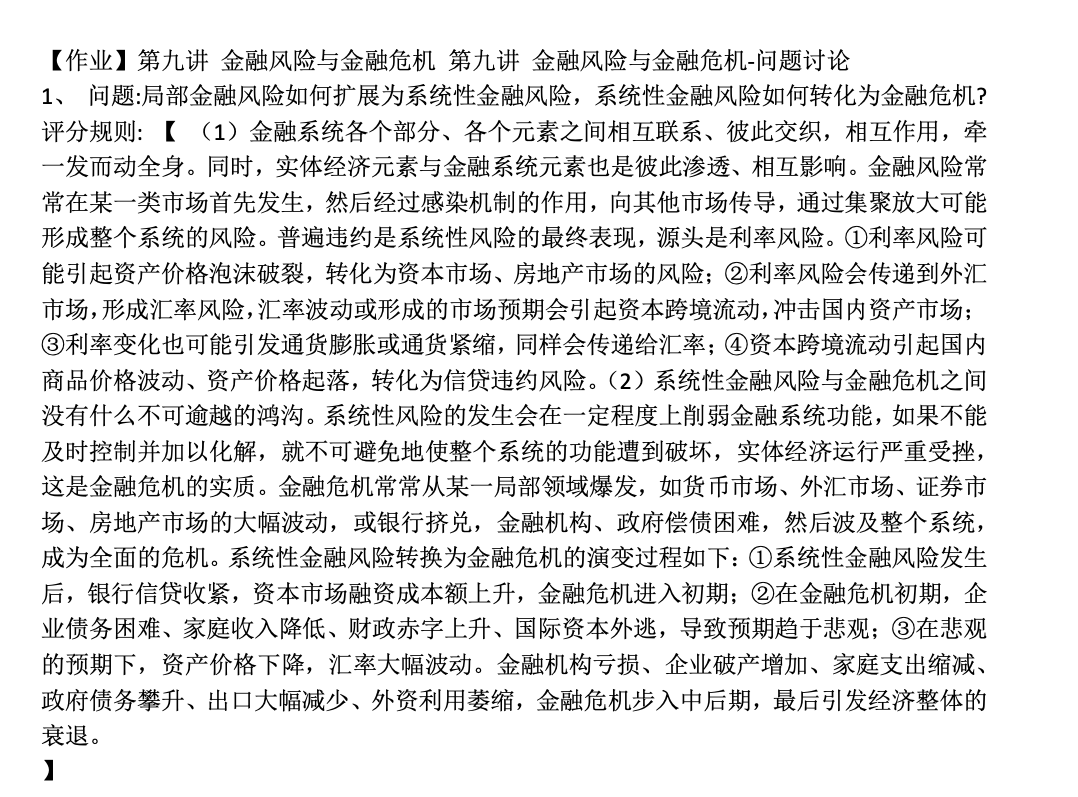 【作业】第九讲 金融风险与金融危机 第九讲 金融风险与金融危机-问题讨论
1、 问题:局部金融风险如何扩展为系统性金融风险，系统性金融风险如何转化为金融危机?
评分规则: 【 （1）金融系统各个部分、各个元素之间相互联系、彼此交织，相互作用，牵
一发而动全身。同时，实体经济元素与金融系统元素也是彼此渗透、相互影响。金融风险常
常在某一类市场首先发生，然后经过感染机制的作用，向其他市场传导，通过集聚放大可能
形成整个系统的风险。普遍违约是系统性风险的最终表现，源头是利率风险。①利率风险可
能引起资产价格泡沫破裂，转化为资本市场、房地产市场的风险；②利率风险会传递到外汇
市场，形成汇率风险，汇率波动或形成的市场预期会引起资本跨境流动，冲击国内资产市场；
③利率变化也可能引发通货膨胀或通货紧缩，同样会传递给汇率；④资本跨境流动引起国内
商品价格波动、资产价格起落，转化为信贷违约风险。（2）系统性金融风险与金融危机之间
没有什么不可逾越的鸿沟。系统性风险的发生会在一定程度上削弱金融系统功能，如果不能
及时控制并加以化解，就不可避免地使整个系统的功能遭到破坏，实体经济运行严重受挫，
这是金融危机的实质。金融危机常常从某一局部领域爆发，如货币市场、外汇市场、证券市
场、房地产市场的大幅波动，或银行挤兑，金融机构、政府偿债困难，然后波及整个系统，
成为全面的危机。系统性金融风险转换为金融危机的演变过程如下：①系统性金融风险发生
后，银行信贷收紧，资本市场融资成本额上升，金融危机进入初期；②在金融危机初期，企
业债务困难、家庭收入降低、财政赤字上升、国际资本外逃，导致预期趋于悲观；③在悲观
的预期下，资产价格下降，汇率大幅波动。金融机构亏损、企业破产增加、家庭支出缩减、
政府债务攀升、出口大幅减少、外资利用萎缩，金融危机步入中后期，最后引发经济整体的
衰退。
】